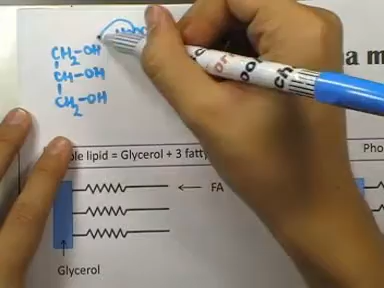 CH2-OH
CH-OH
CH2-OH
a m
ple lipid = Glycerol + 3 fatty
Pho
FA
Glycerol